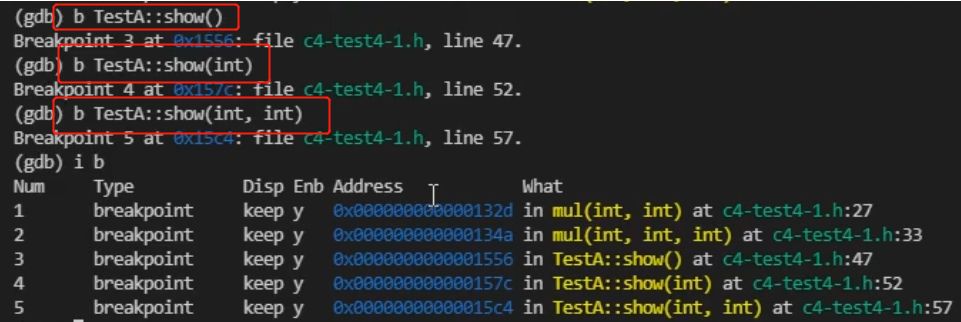 (gdb) b TestA::show()
Breakpoint 3 at 0x1556: file c4-test4-1.h, line 47.
(gdb) b TestA::show(int)
Breakpoint 4 at 0x157c: file c4-test4-1.h, line 52.
(gdb) b TestA::show(int, int)
Breakpoint 5 at 0x15c4: file c4-test4-1.h, line 57.
(gdb) i b
Num Type Disp Enb Address What
1 breakpoint keep y 0x000000000000132d in mul(int, int) at c4-test4-1.h:27
2 breakpoint keep y 0x000000000000134a in mul(int, int, int) at c4-test4-1.h:33
3 breakpoint keep y 0x0000000000001556 in TestA::show() at c4-test4-1.h:47
4 breakpoint keep y 0x000000000000157c in TestA::show(int) at c4-test4-1.h:52
5 breakpoint keep y 0x00000000000015c4 in TestA::show(int, int) at c4-test4-1.h:57